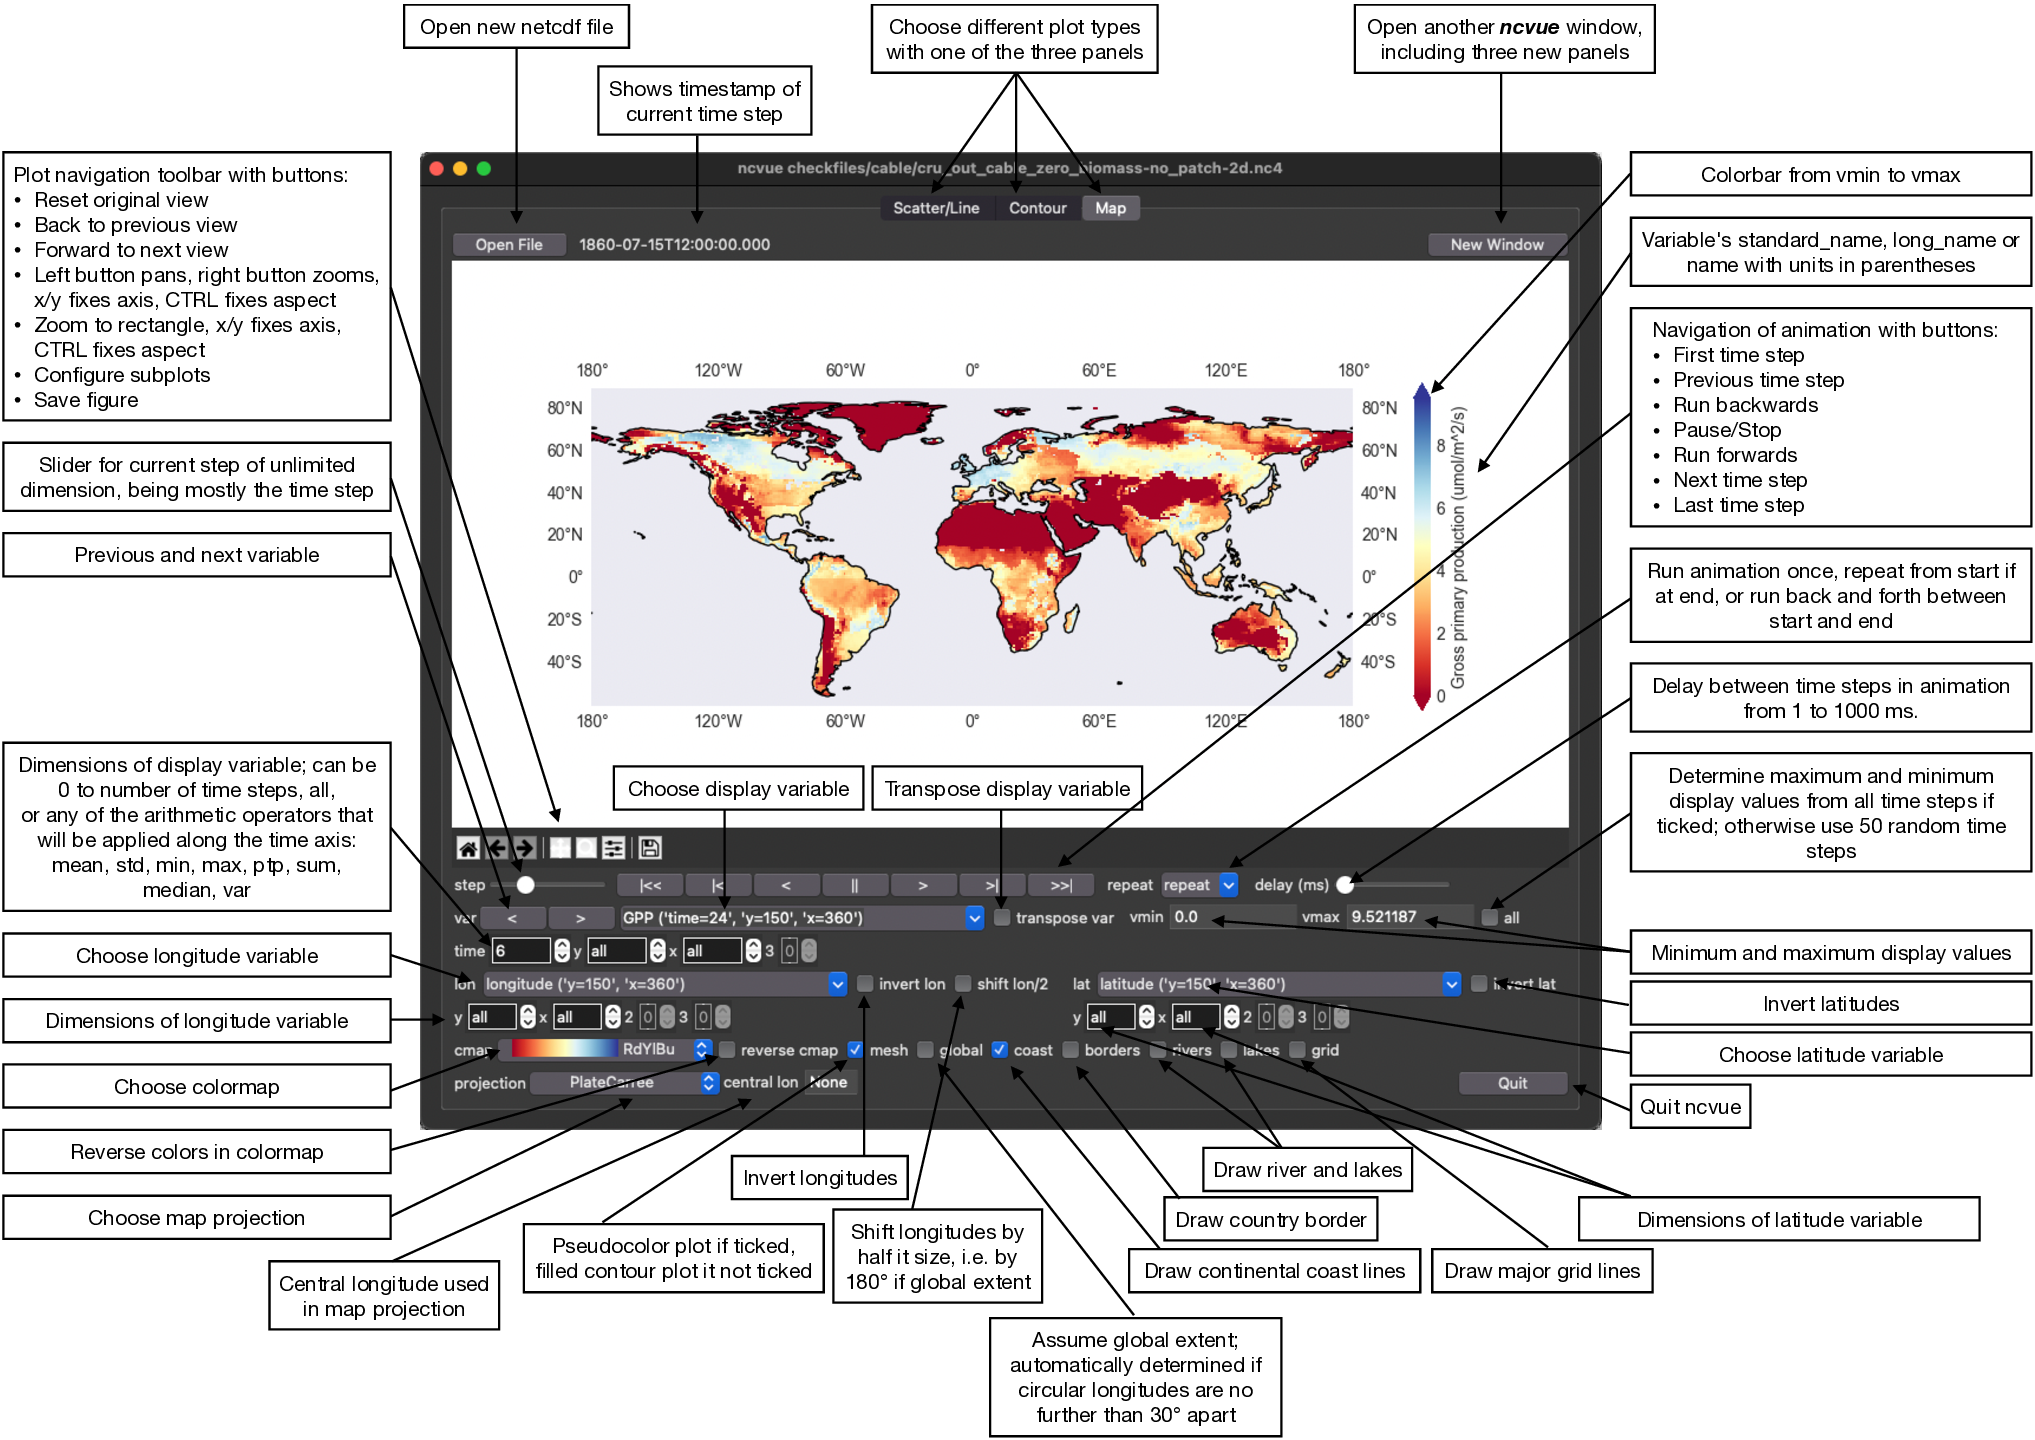 Open new netcdf file
Choose different plot types
with one of the three panels
Open another ncvue window,
including three new panels
Shows timestamp of
current time step
Plot navigation toolbar with buttons:
• Reset original view
• Back to previous view
• Forward to next view
• Left button pans, right button zooms,
x/y fixes axis, CTRL fixes aspect
• Zoom to rectangle, x/y fixes axis,
CTRL fixes aspect
• Configure subplots
• Save figure
Slider for current step of unlimited
dimension, being mostly the time step
Previous and next variable
Dimensions of display variable; can be
0 to number of time steps, all,
or any of the arithmetic operators that
will be applied along the time axis:
mean, std, min, max, ptp, sum,
median, var
Choose longitude variable
Dimensions of longitude variable
Choose colormap
Reverse colors in colormap
Choose map projection
Central longitude used
in map projection
ncvue checkfiles/cable/cru_out_cable_zero_biomass-no_patch-2d.nc4
Scatter/Line Contour Map
Open File 1860-07-15T12:00:00.000 New Window
180° 120°W 60°W 0° 60°E 120°E 180°
80°N 80°N
60°N 60°N
40°N 40°N
20°N 20°N
0° 0°
20°S 20°S
40°S 40°S
180° 120°W 60°W 0° 60°E 120°E 180°
8
6
4
2
0
Gross primary production (umol/m^2/s)
Choose display variable
Transpose display variable
step |<< |< < || > >| >>| repeat repeat delay (ms)
var < > GPP ('time=24', 'y=150', 'x=360') transpose var vmin 0.0 vmax 9.521187 all
time 6 y all x all 3 0
lon longitude ('y=150', 'x=360') invert lon shift lon/2 lat latitude ('y=150', 'x=360') invert lat
y all x all 2 0 3 0 y all x all 2 0 3 0
cmap RdYlBu reverse cmap mesh global coast borders rivers lakes grid
projection PlateCarree central lon None Quit
Colorbar from vmin to vmax
Variable's standard_name, long_name or
name with units in parentheses
Navigation of animation with buttons:
• First time step
• Previous time step
• Run backwards
• Pause/Stop
• Run forwards
• Next time step
• Last time step
Run animation once, repeat from start if
at end, or run back and forth between
start and end
Delay between time steps in animation
from 1 to 1000 ms.
Determine maximum and minimum
display values from all time steps if
ticked; otherwise use 50 random time
steps
Minimum and maximum display values
Invert latitudes
Choose latitude variable
Quit ncvue
Invert longitudes
Draw river and lakes
Pseudocolor plot if ticked,
filled contour plot it not ticked
Shift longitudes by
half it size, i.e. by
180° if global extent
Draw country border
Dimensions of latitude variable
Draw continental coast lines
Draw major grid lines
Assume global extent;
automatically determined if
circular longitudes are no
further than 30° apart